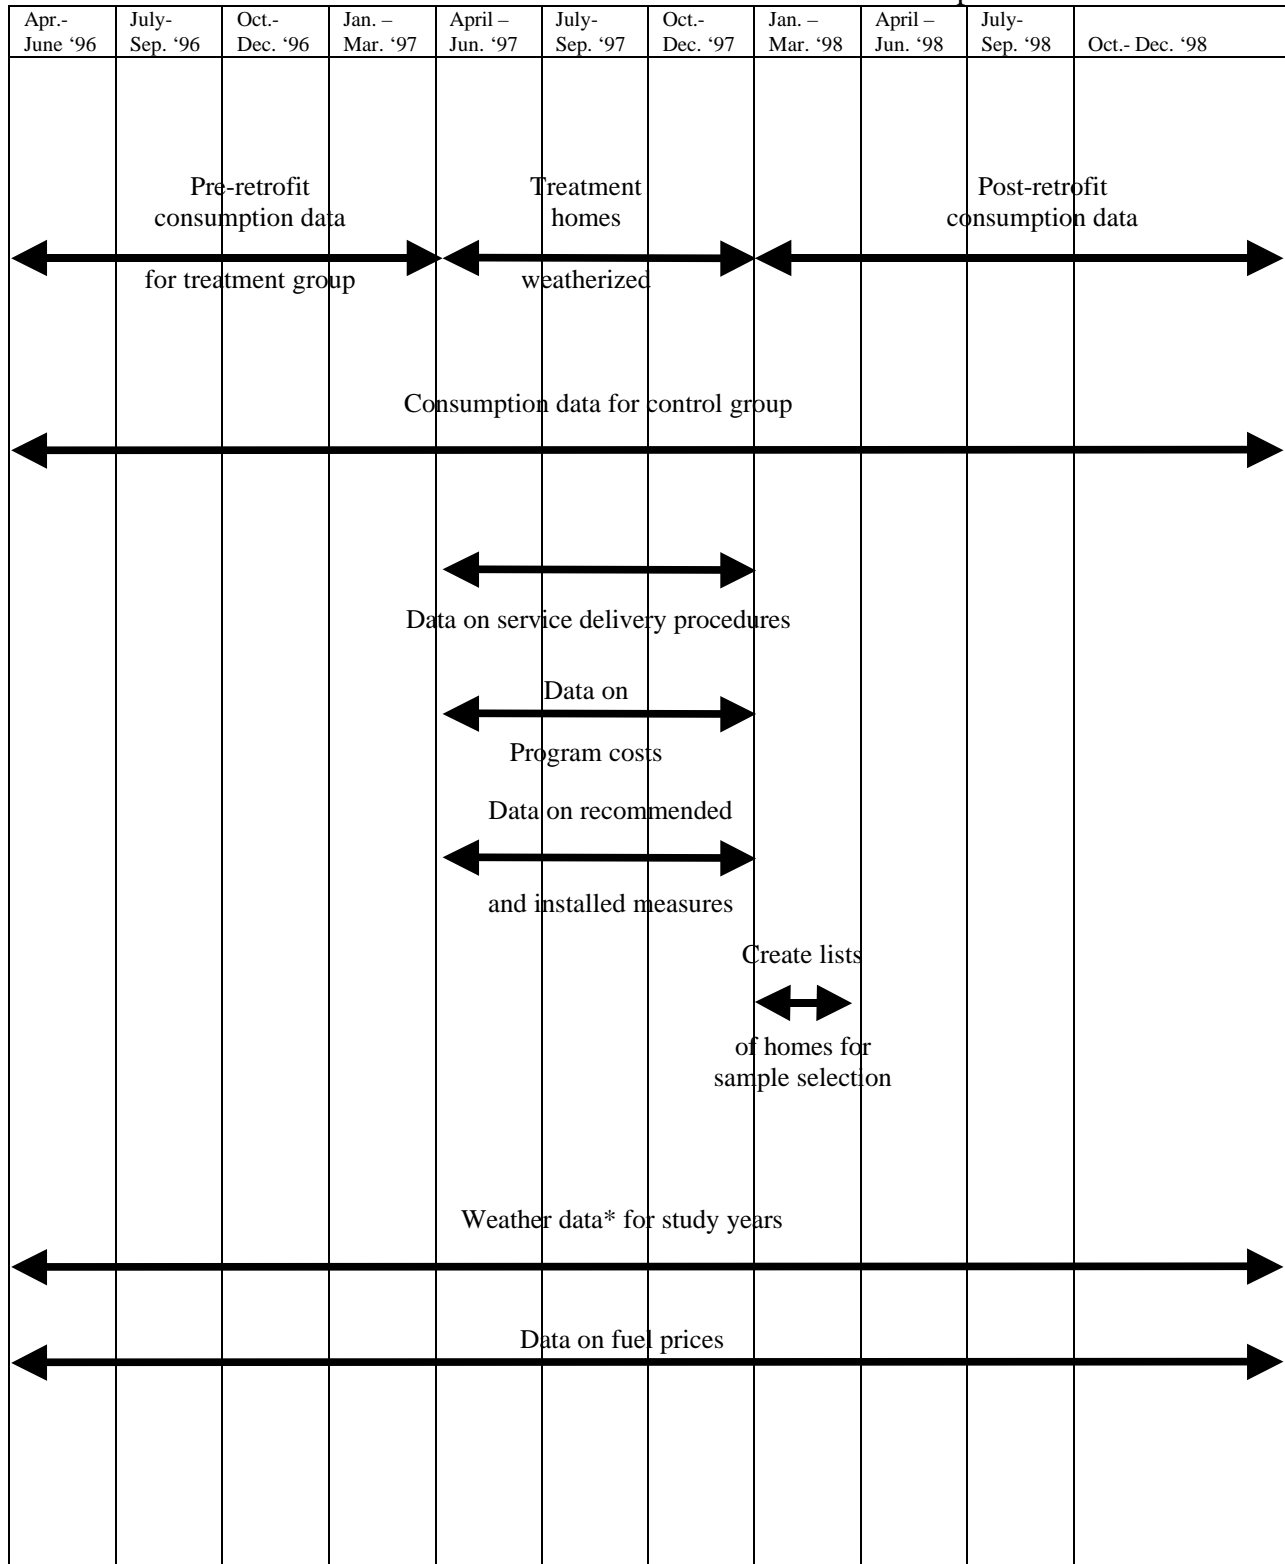 Apr.- July- Oct.- Jan. – April – July- Oct.- Jan. – April – July-
June ‘96 Sep. ‘96 Dec. ‘96 Mar. ‘97 Jun. ‘97 Sep. ‘97 Dec. ‘97 Mar. ‘98 Jun. ‘98 Sep. ‘98 Oct.- Dec. ‘98
Pre-retrofit Treatment Post-retrofit
consumption data homes consumption data
for treatment group weatherized
Consumption data for control group
Data on service delivery procedures
Data on
Program costs
Data on recommended
and installed measures
Create lists
of homes for
sample selection
Weather data* for study years
Data on fuel prices